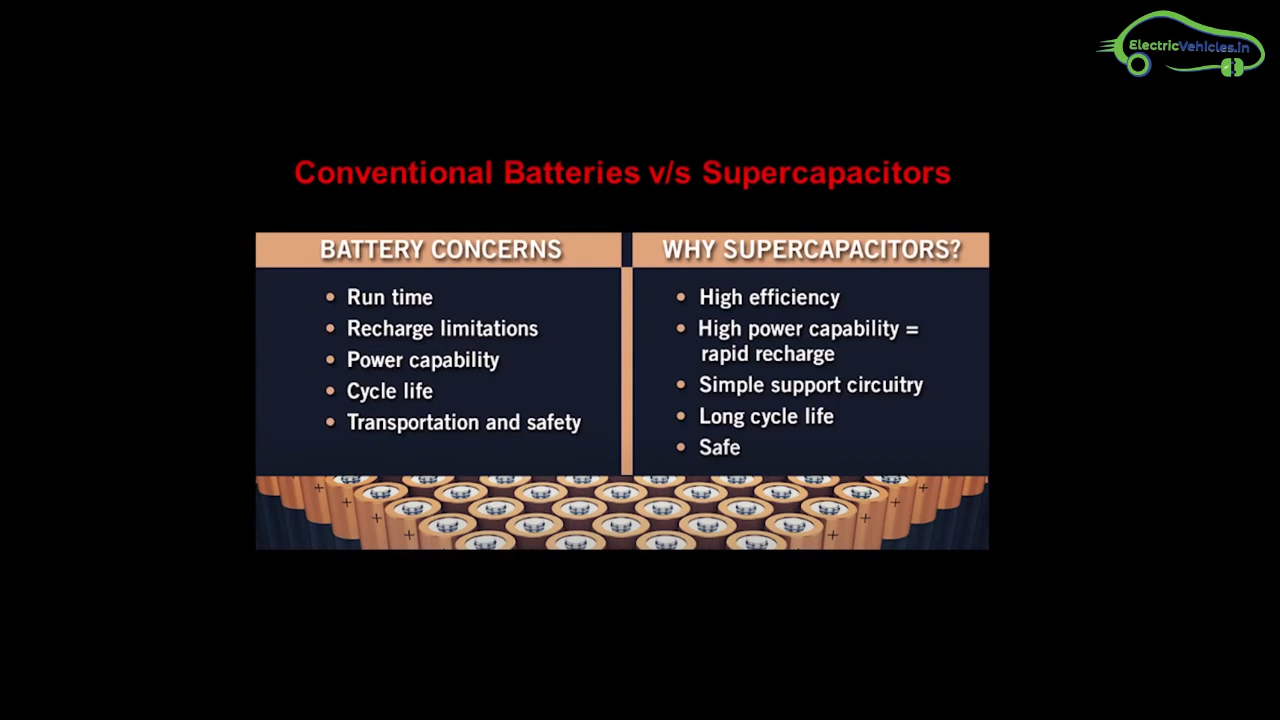 ElectricVehicles.in
Conventional Batteries v/s Supercapacitors
BATTERY CONCERNS
• Run time
• Recharge limitations
• Power capability
• Cycle life
• Transportation and safety
WHY SUPERCAPACITORS?
• High efficiency
• High power capability =
rapid recharge
• Simple support circuitry
• Long cycle life
• Safe